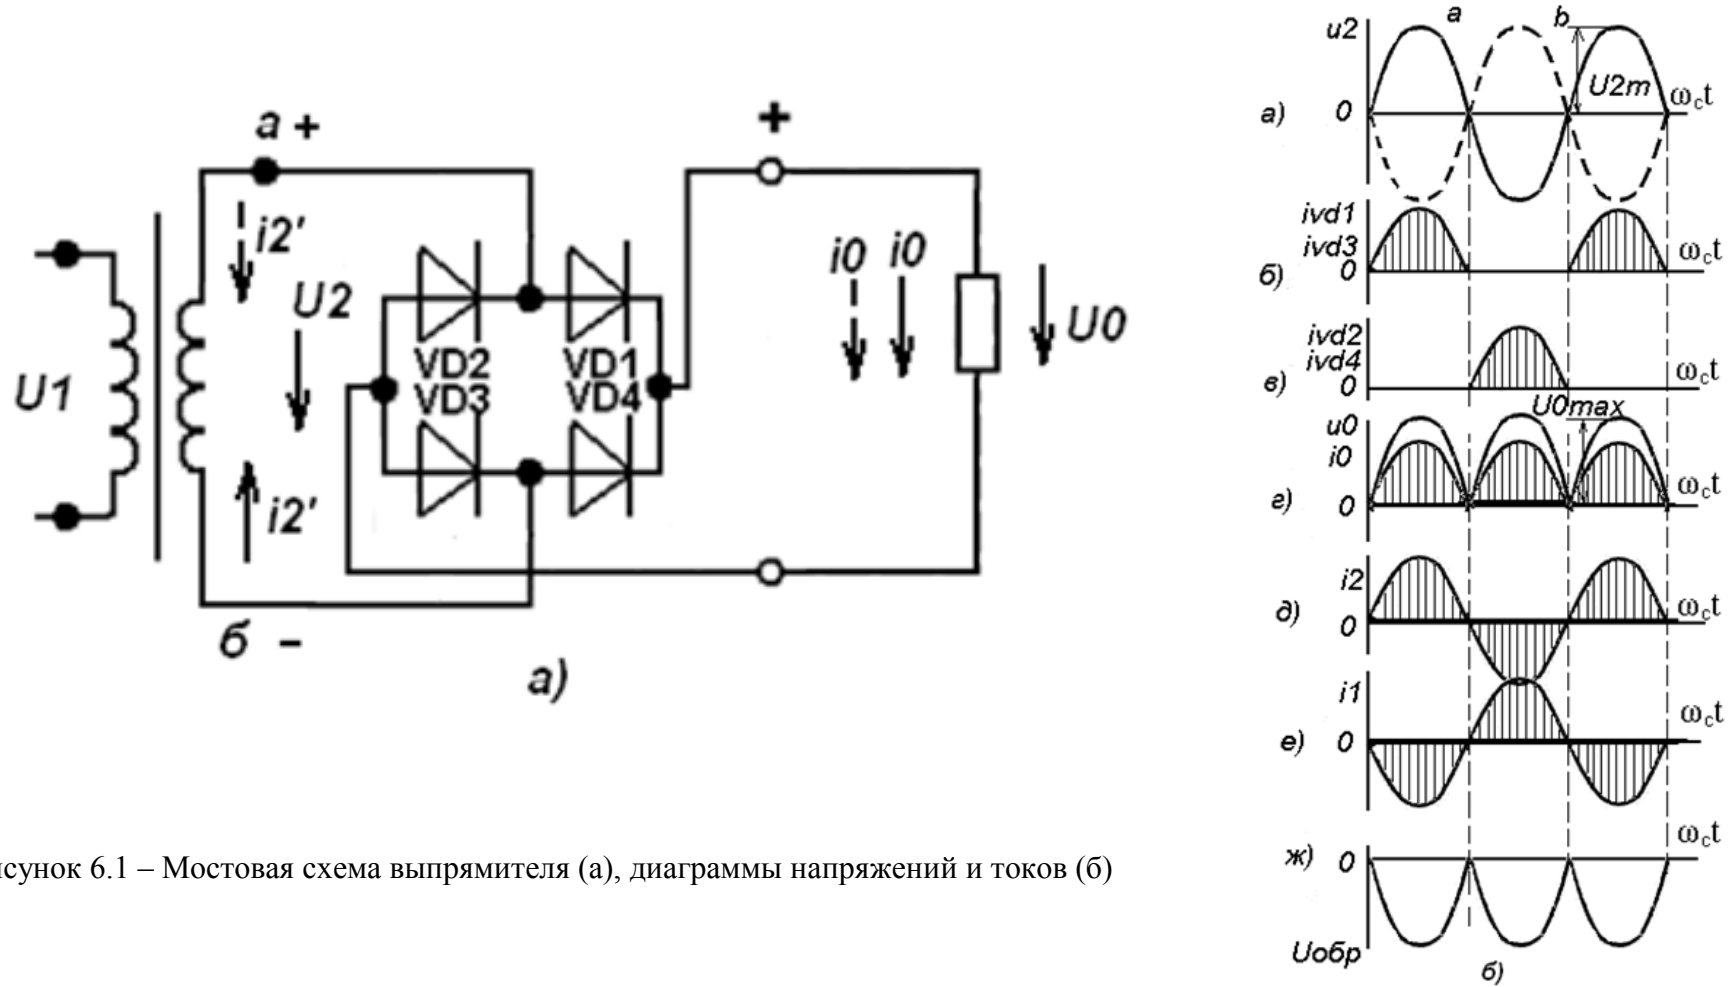 a +
+
i2'
U2
i0 i0
U1
VD2 VD1
VD3 VD4
U0
i2'
б -
а)
исунок 6.1 – Мостовая схема выпрямителя (а), диаграммы напряжений и токов (б)
a b
u2
U2m
ωct
а) 0
ivd1
ivd3
ωct
б) 0
ivd2
ivd4
ωct
в) 0
U0max
u0
i0
ωct
г) 0
i2
ωct
д) 0
i1
ωct
е) 0
ωct
ж) 0
Uобр
б)